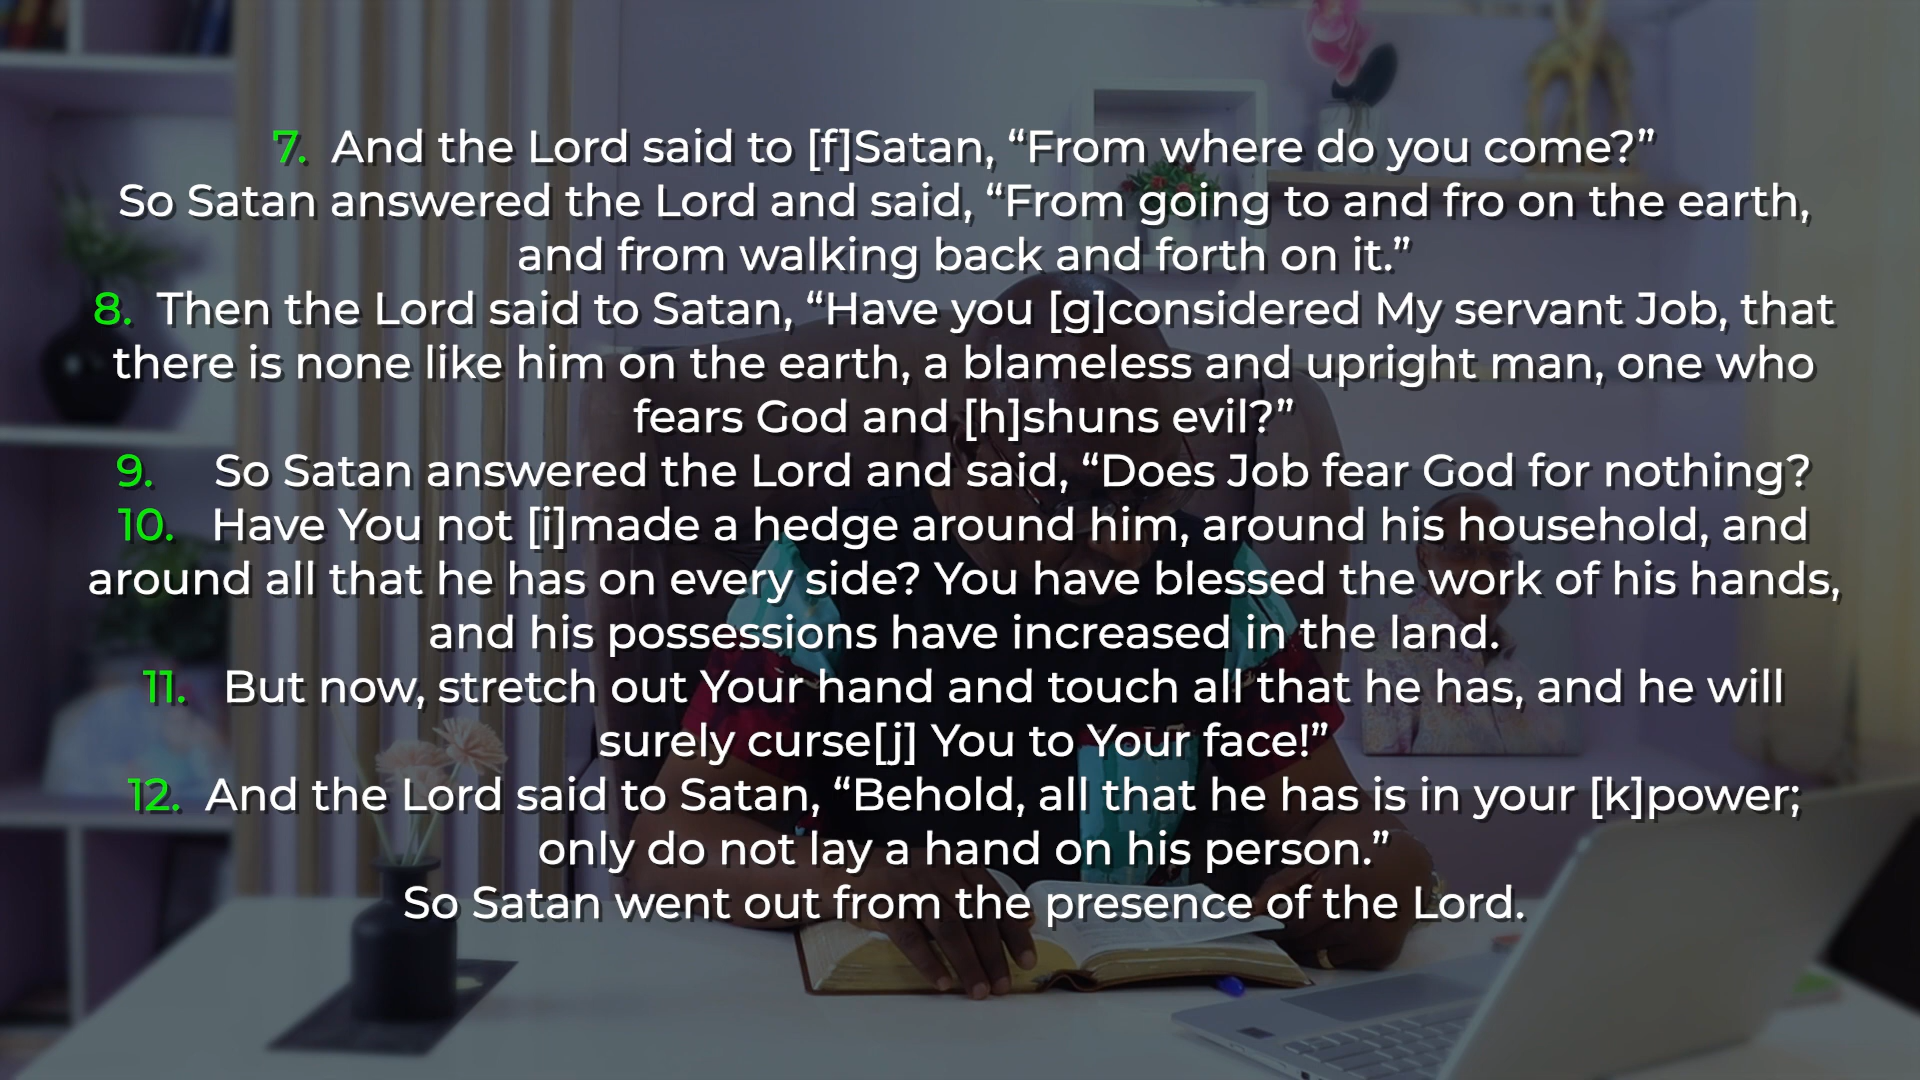 7. And the Lord said to [f]Satan, “From where do you come?”
So Satan answered the Lord and said, “From going to and fro on the earth,
and from walking back and forth on it.”
8. Then the Lord said to Satan, “Have you [g]considered My servant Job, that
there is none like him on the earth, a blameless and upright man, one who
fears God and [h]shuns evil?”
9. So Satan answered the Lord and said, “Does Job fear God for nothing?
10. Have You not [i]made a hedge around him, around his household, and
around all that he has on every side? You have blessed the work of his hands,
and his possessions have increased in the land.
11. But now, stretch out Your hand and touch all that he has, and he will
surely curse[j] You to Your face!”
12. And the Lord said to Satan, “Behold, all that he has is in your [k]power;
only do not lay a hand on his person.”
So Satan went out from the presence of the Lord.